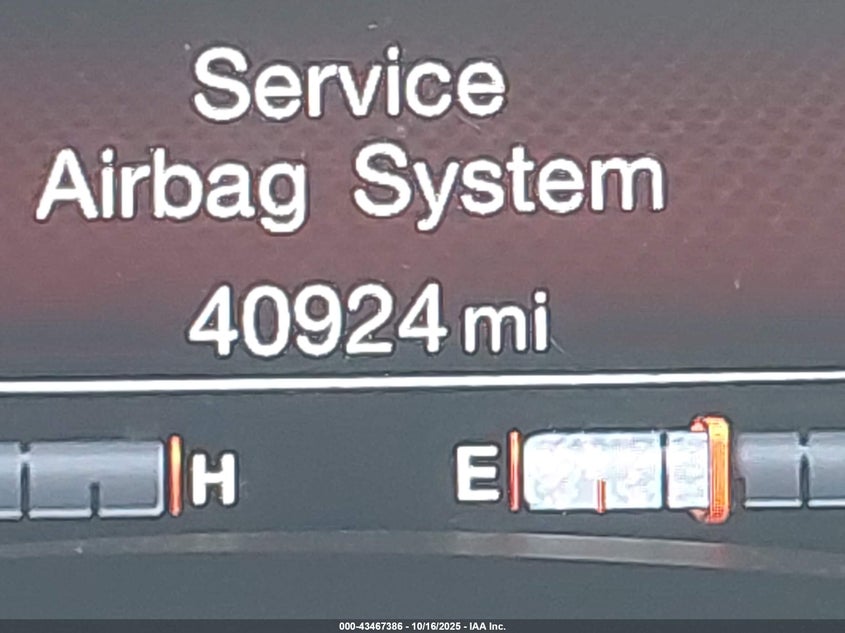 Service
Airbag System
40924 mi
H E
000-43467386 - 10/16/2025 - IAA Inc.